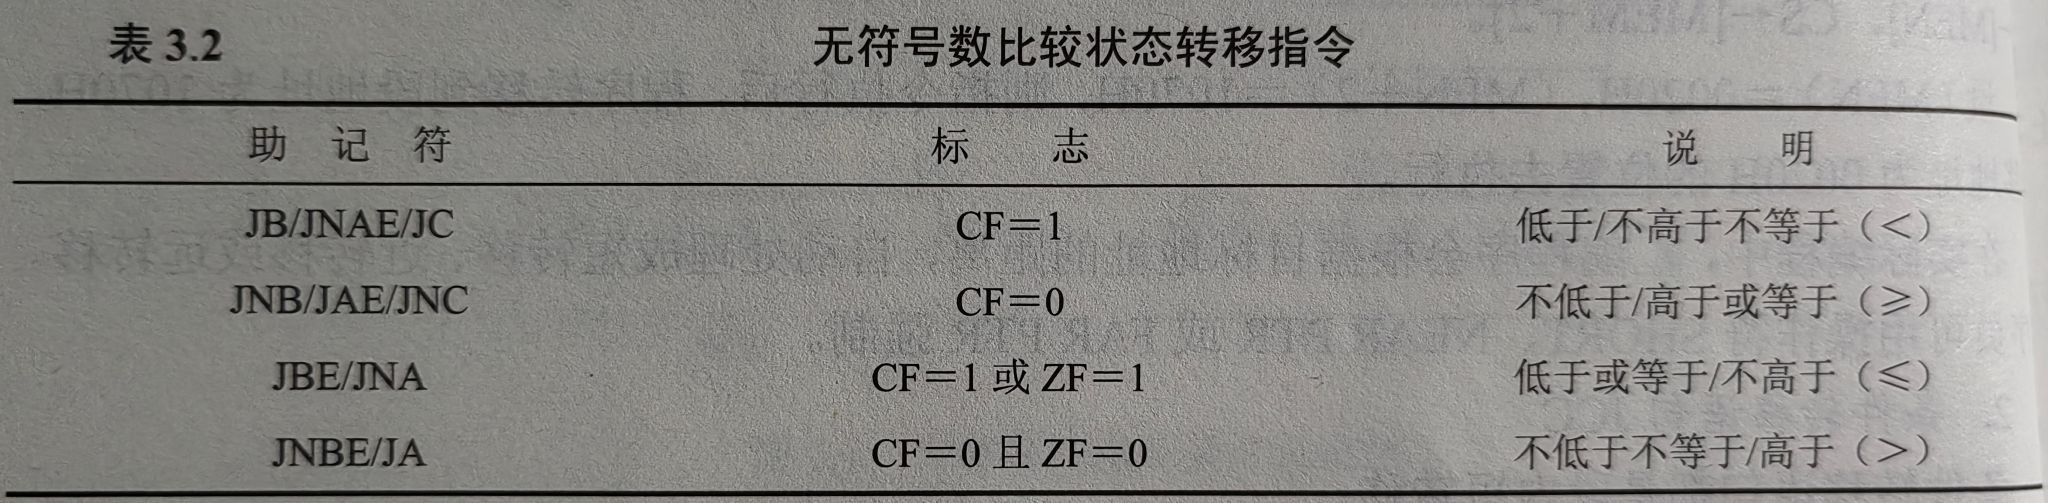 表 3.2 无符号数比较状态转移指令
助 记 符 标 志 说 明
JB/JNAE/JC CF＝1 低于/不高于不等于（＜）
JNB/JAE/JNC CF＝0 不低于/高于或等于（≥）
JBE/JNA CF＝1 或 ZF＝1 低于或等于/不高于（≤）
JNBE/JA CF＝0 且 ZF＝0 不低于不等于/高于（＞）